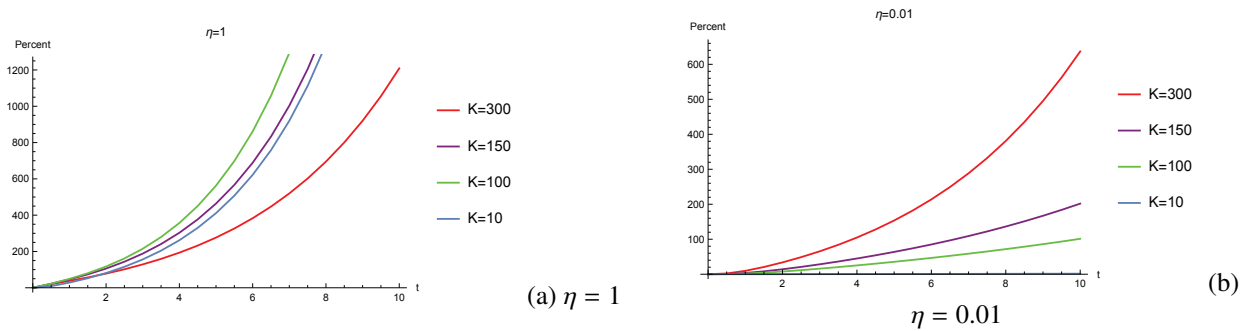 η=1
Percent
1200
1000
800
600
400
200
2
4
6
8
10
t
K=300
K=150
K=100
K=10
(a) η = 1
η=0.01
Percent
600
500
400
300
200
100
2
4
6
8
10
t
K=300
K=150
K=100
K=10
(b)
η = 0.01